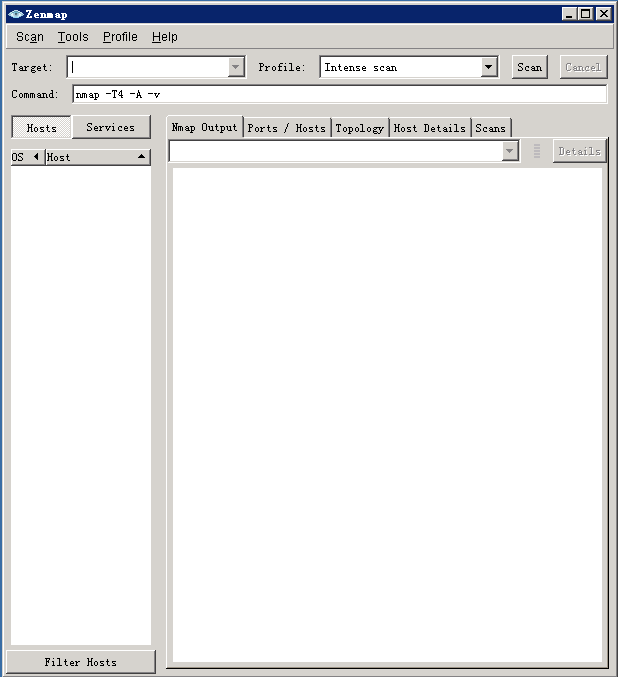 Zenmap
Scan Tools Profile Help
Target: Profile: Intense scan Scan Cancel
Command: nmap -T4 -A -v
Hosts Services Nmap Output Ports / Hosts Topology Host Details Scans
OS Host Details
Filter Hosts